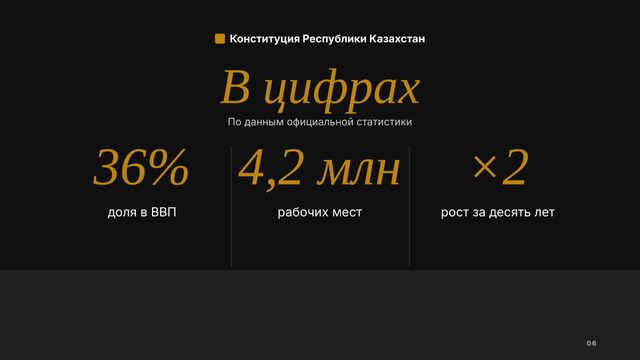 Конституция Республики Казахстан
В цифрах
По данным официальной статистики
36%
доля в ВВП
4,2 млн
рабочих мест
×2
рост за десять лет
06